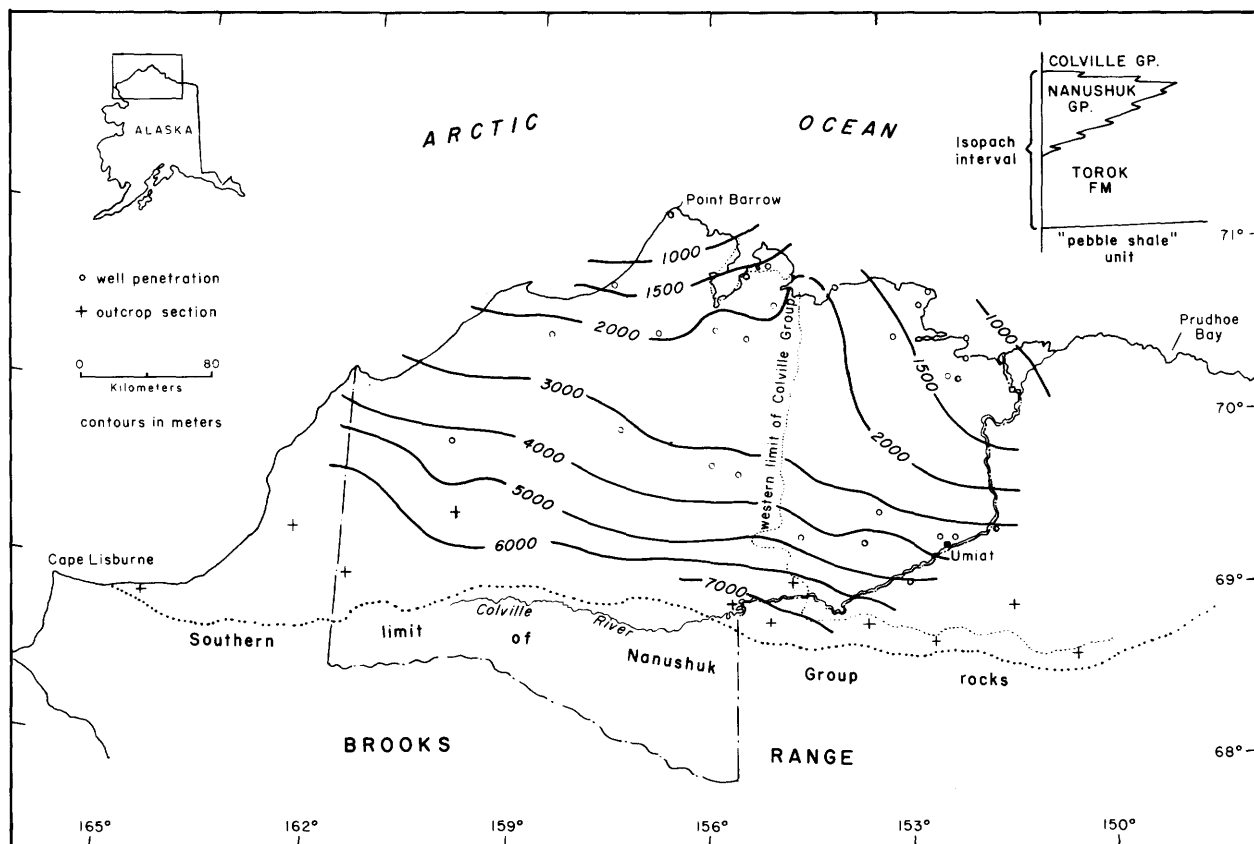 COLVILLE GP.
NANUSHUK
GP.
Isopach
interval
TOROK
FM
"pebble shale"
unit
ALASKA
ARCTIC OCEAN
Point Barrow
71°
o well penetration
+ outcrop section
0 80
Kilometers
contours in meters
1000
1500
2000
3000
4000
5000
6000
7000
1000
1500
2000
western limit of Colville Group
Prudhoe
Bay
70°
Umiat
69°
Cape Lisburne
Colville
River
Southern limit of Nanushuk Group rocks
BROOKS RANGE
68°
165° 162° 159° 156° 153° 150°